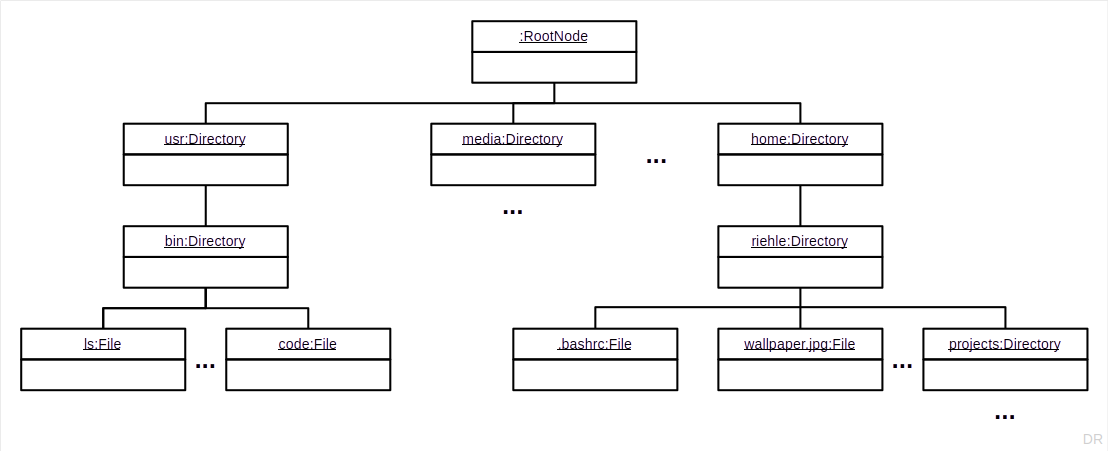 :RootNode
usr:Directory
media:Directory
...
home:Directory
...
bin:Directory
riehle:Directory
ls:File
...
code:File
.bashrc:File
wallpaper.jpg:File
...
projects:Directory
...
DR